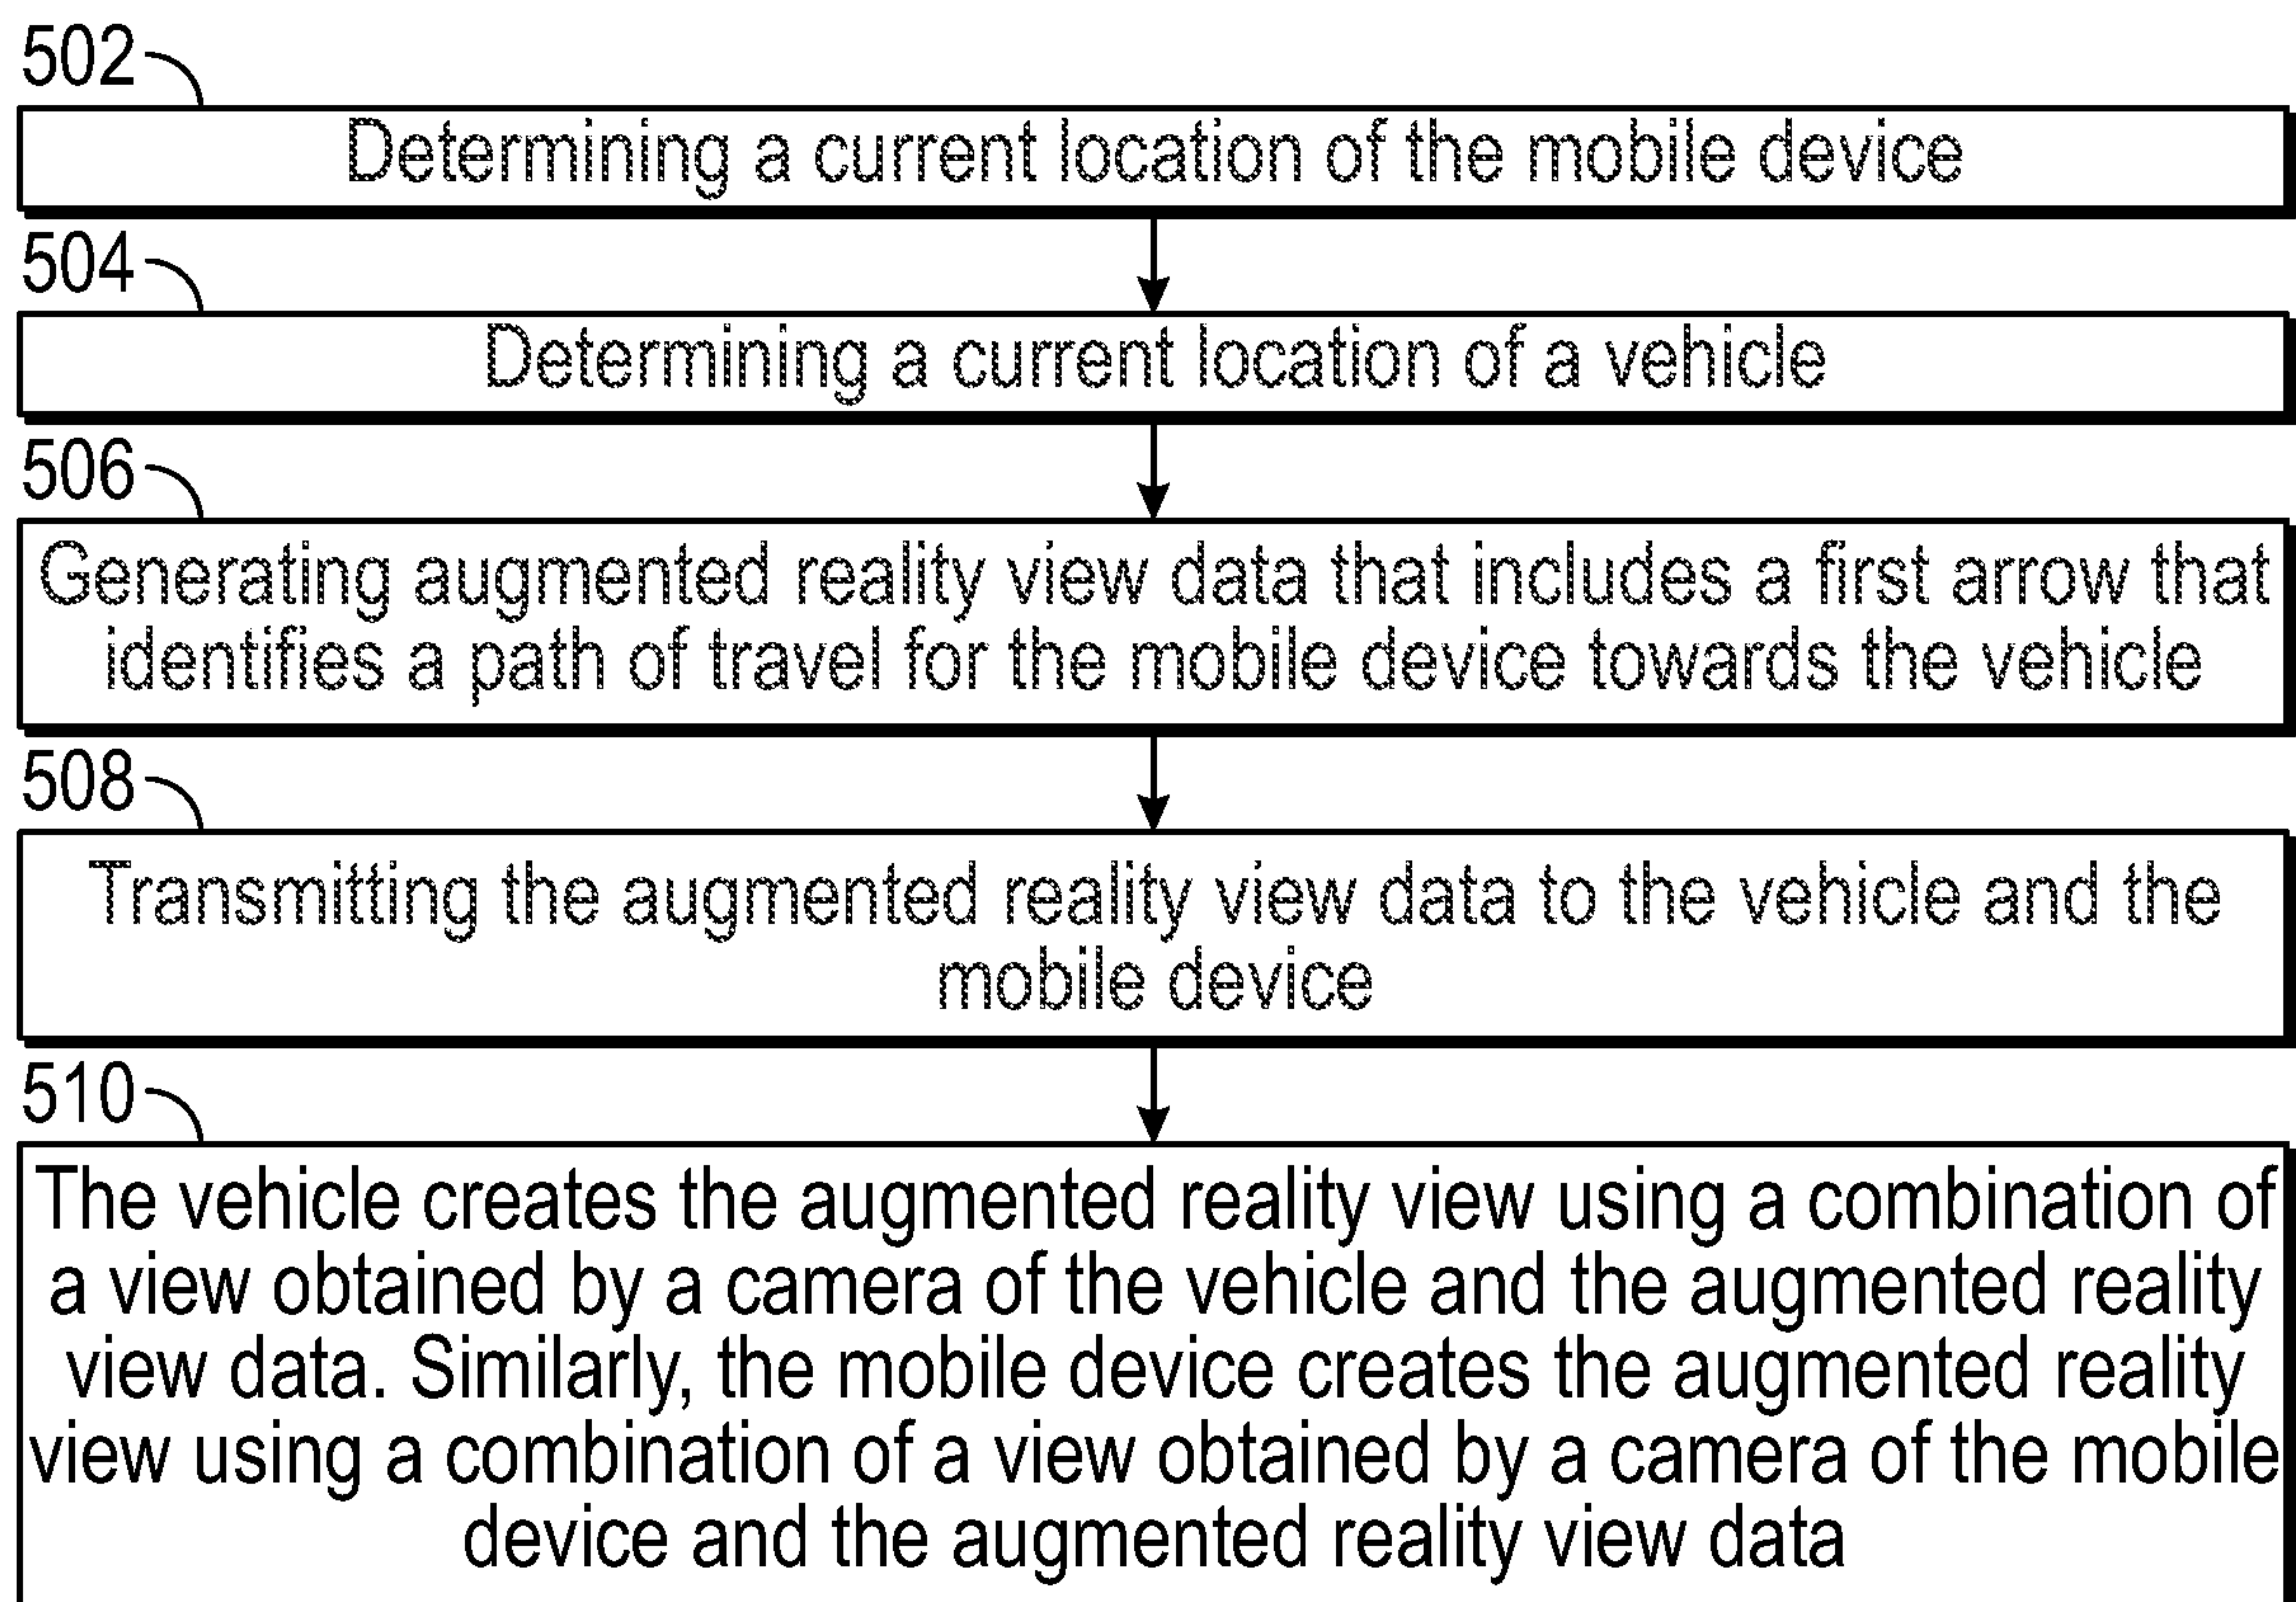 502
Determining a current location of the mobile device
504
Determining a current location of a vehicle
506
Generating augmented reality view data that includes a first arrow that
identifies a path of travel for the mobile device towards the vehicle
508
Transmitting the augmented reality view data to the vehicle and the
mobile device
510
The vehicle creates the augmented reality view using a combination of
a view obtained by a camera of the vehicle and the augmented reality
view data. Similarly, the mobile device creates the augmented reality
view using a combination of a view obtained by a camera of the mobile
device and the augmented reality view data